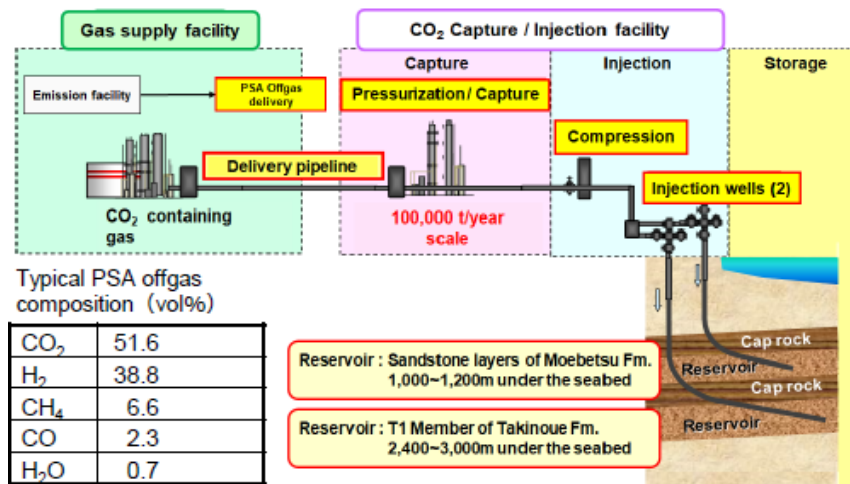 Gas supply facility
CO₂ Capture / Injection facility
Capture
Injection
Storage
Emission facility
PSA Offgas
delivery
Pressurization / Capture
Compression
Delivery pipeline
Injection wells (2)
CO₂ containing
gas
100,000 t/year
scale
Typical PSA offgas
composition（vol%）
CO₂ 51.6
H₂ 38.8
CH₄ 6.6
CO 2.3
H₂O 0.7
Reservoir : Sandstone layers of Moebetsu Fm.
1,000~1,200m under the seabed
Reservoir : T1 Member of Takinoue Fm.
2,400~3,000m under the seabed
Cap rock
Reservoir
Cap rock
Reservoir